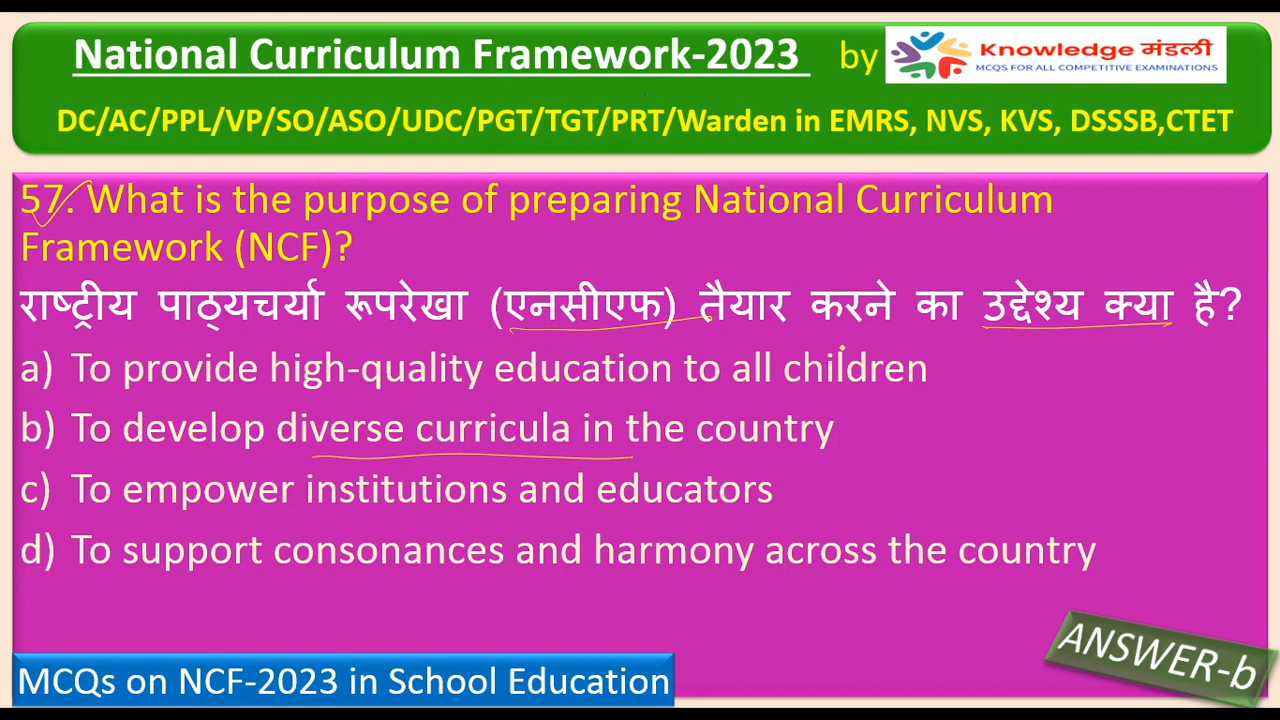 National Curriculum Framework-2023 by Knowledge मंडली
MCQS FOR ALL COMPETITIVE EXAMINATIONS
DC/AC/PPL/VP/SO/ASO/UDC/PGT/TGT/PRT/Warden in EMRS, NVS, KVS, DSSSB,CTET
57. What is the purpose of preparing National Curriculum
Framework (NCF)?
राष्ट्रीय पाठ्यचर्या रूपरेखा (एनसीएफ) तैयार करने का उद्देश्य क्या है?
a) To provide high-quality education to all children
b) To develop diverse curricula in the country
c) To empower institutions and educators
d) To support consonances and harmony across the country
ANSWER-b
MCQs on NCF-2023 in School Education